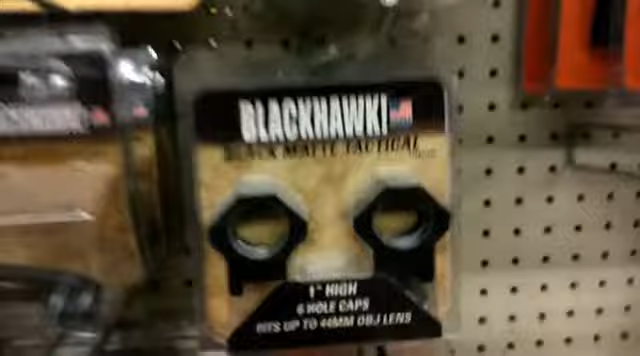 BLACKHAWK!
BLACK MATTE TACTICAL
1" HIGH
6 HOLE CAPS
FITS UP TO 44MM OBJ LENS